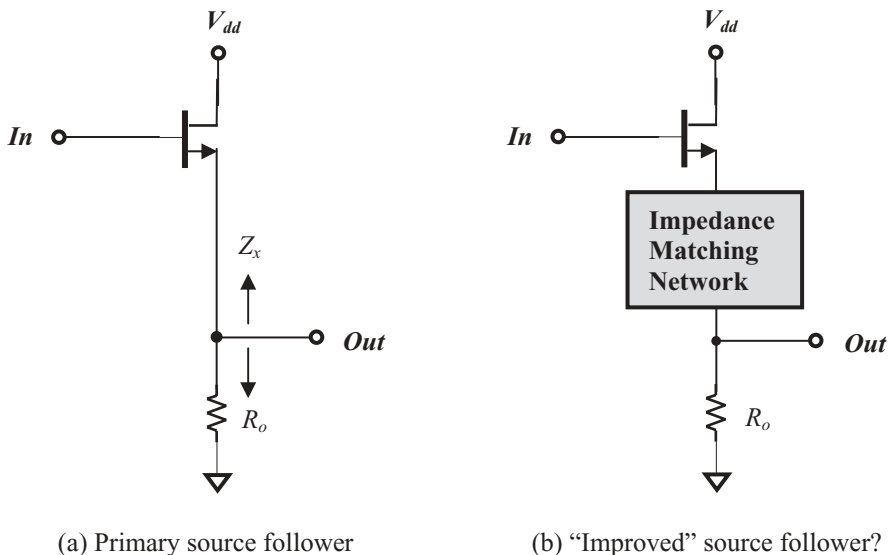 V_dd
V_dd
In
In
Impedance
Matching
Network
Z_x
Out
Out
R_o
R_o
(a) Primary source follower
(b) “Improved” source follower?